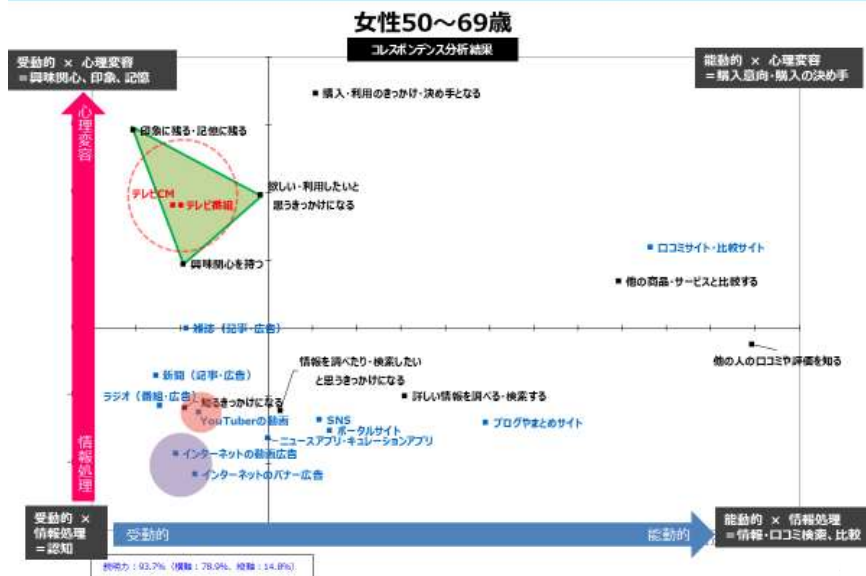 女性50～69歳
コレスポンデンス分析結果
受動的 × 心理変容
＝興味関心、印象、記憶
能動的 × 心理変容
＝購入意向・購入の決め手
心理変容
購入・利用のきっかけ・決め手となる
印象に残る・記憶に残る
テレビCM
テレビ番組
欲しい・利用したいと
思うきっかけになる
興味関心を持つ
口コミサイト・比較サイト
他の商品・サービスと比較する
雑誌（記事・広告）
他の人の口コミや評価を知る
情報を調べたり・検索したい
と思うきっかけになる
新聞（記事・広告）
ラジオ（番組・広告）
知るきっかけになる
詳しい情報を調べる・検索する
YouTuberの動画
SNS
ポータルサイト
ブログやまとめサイト
ニュースアプリ・キュレーションアプリ
インターネットの動画広告
インターネットのバナー広告
情報処理
受動的 ×
情報処理
＝認知
受動的
能動的
能動的 × 情報処理
＝情報・口コミ検索、比較
説明力：93.7%（横軸：78.9%、縦軸：14.8%）